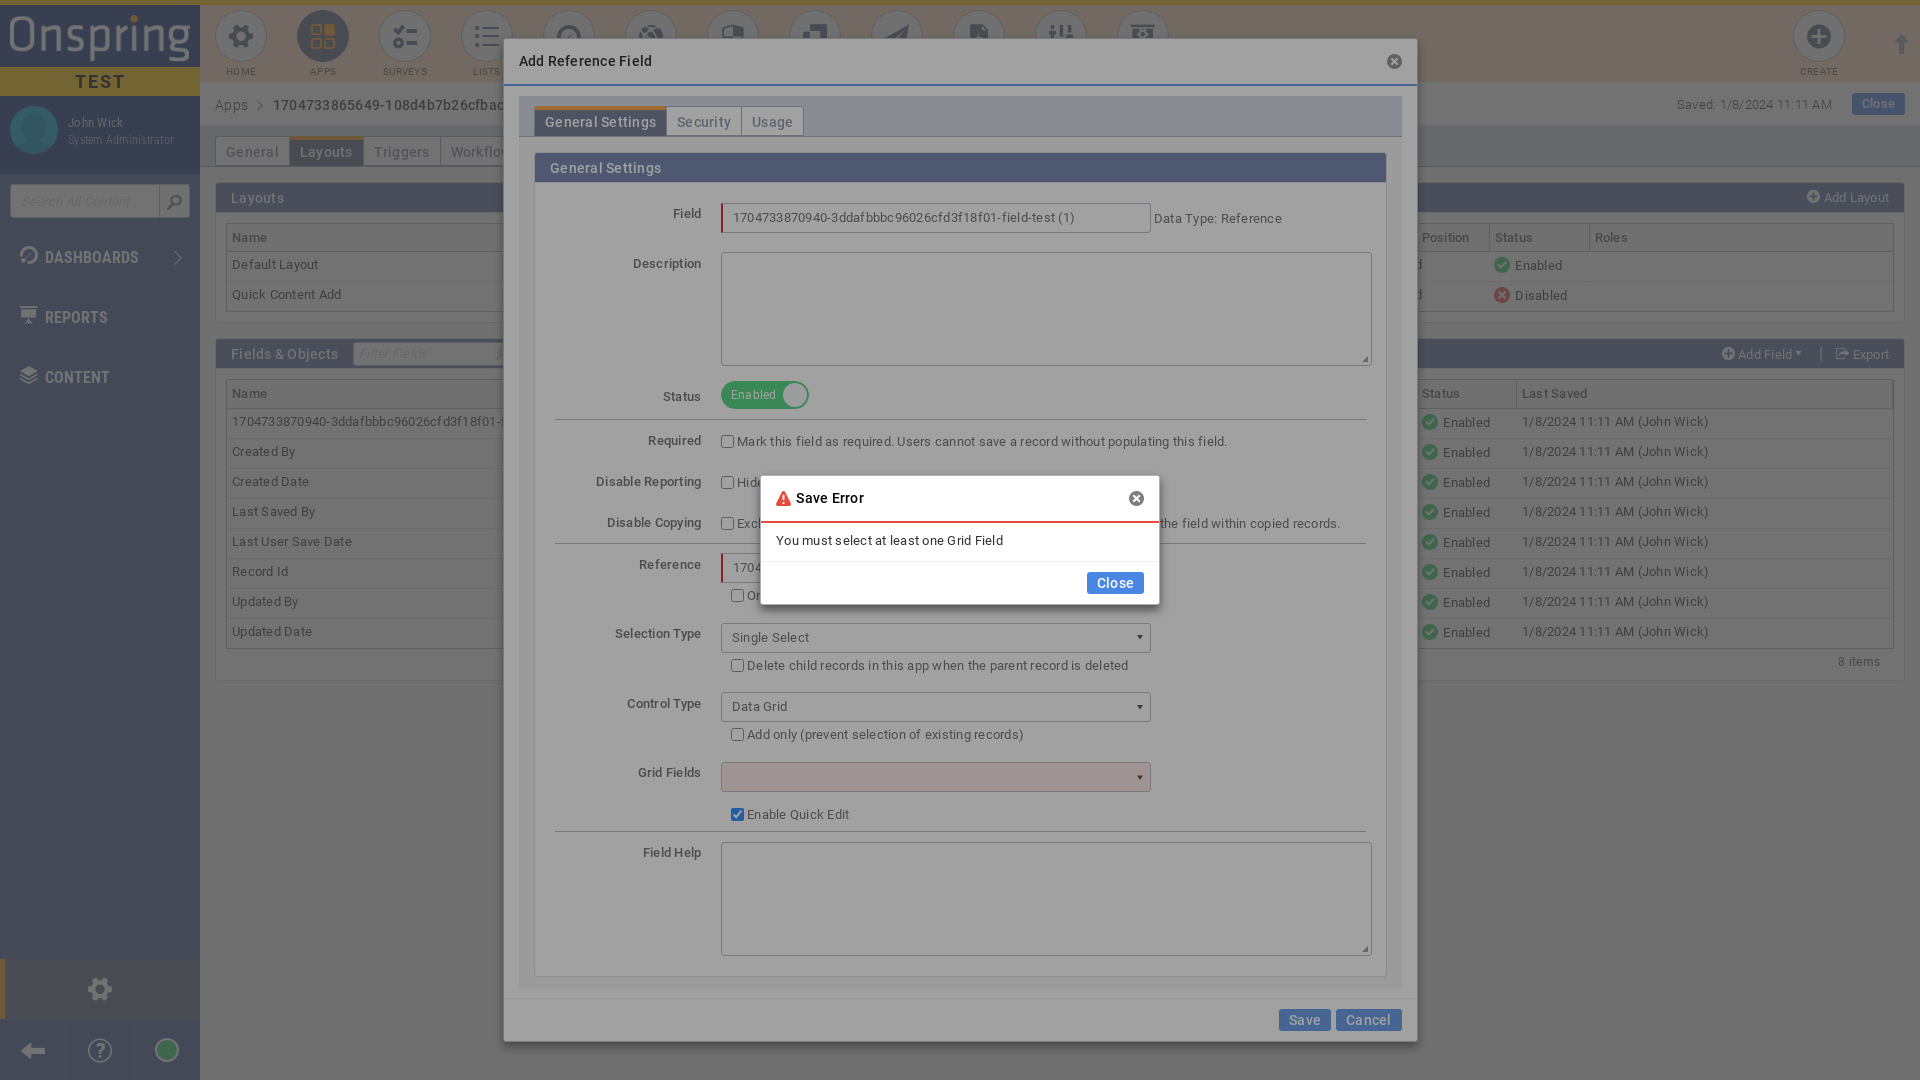 Onspring
TEST
John Wick
System Administrator
Search All Content
DASHBOARDS
REPORTS
CONTENT
HOME
APPS
SURVEYS
LISTS
CREATE
Apps
1704733865649-108d4b7b26cfbac
Saved: 1/8/2024 11:11 AM
Close
General
Layouts
Triggers
Workflow
Layouts
Add Layout
Name
Position
Status
Roles
Default Layout
d
Enabled
Quick Content Add
d
Disabled
Fields & Objects
Filter Fields
Add Field
Export
Name
Status
Last Saved
1704733870940-3ddafbbbc96026cfd3f18f01-f
Enabled
1/8/2024 11:11 AM (John Wick)
Created By
Enabled
1/8/2024 11:11 AM (John Wick)
Created Date
Enabled
1/8/2024 11:11 AM (John Wick)
Last Saved By
Enabled
1/8/2024 11:11 AM (John Wick)
Last User Save Date
Enabled
1/8/2024 11:11 AM (John Wick)
Record Id
Enabled
1/8/2024 11:11 AM (John Wick)
Updated By
Enabled
1/8/2024 11:11 AM (John Wick)
Updated Date
Enabled
1/8/2024 11:11 AM (John Wick)
8 items
Add Reference Field
General Settings
Security
Usage
General Settings
Field
1704733870940-3ddafbbbc96026cfd3f18f01-field-test (1)
Data Type: Reference
Description
Status
Enabled
Required
Mark this field as required. Users cannot save a record without populating this field.
Disable Reporting
Hide
Disable Copying
the field within copied records.
Reference
1704
Selection Type
Single Select
Delete child records in this app when the parent record is deleted
Control Type
Data Grid
Add only (prevent selection of existing records)
Grid Fields
Enable Quick Edit
Field Help
Save
Cancel
Save Error
You must select at least one Grid Field
Close